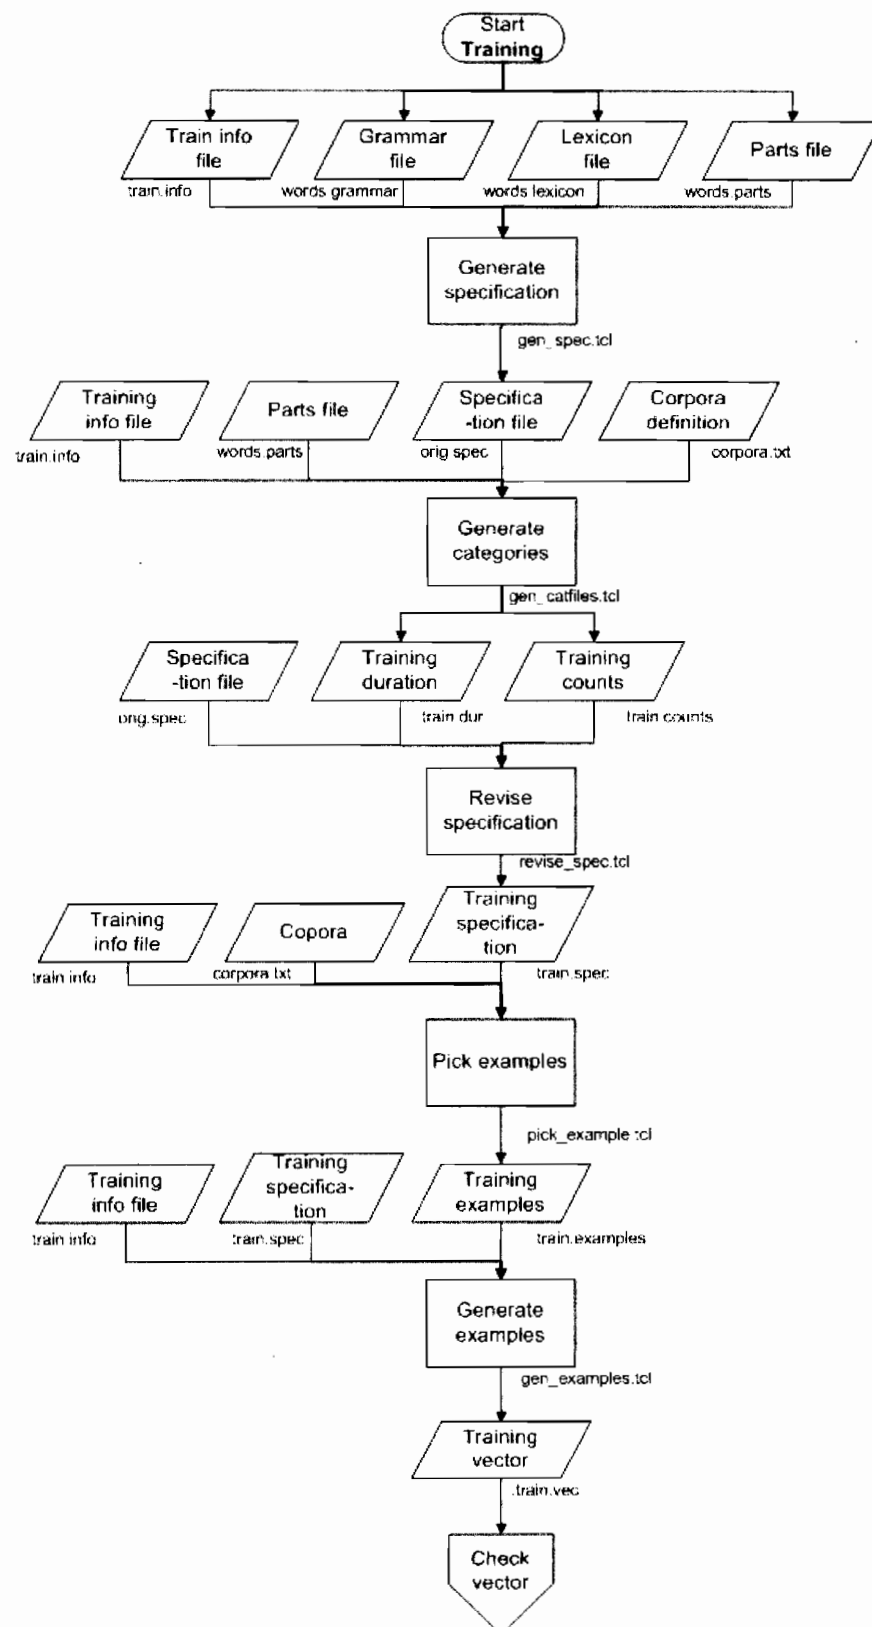 Start
Training
Train info
file
Grammar
file
Lexicon
file
Parts file
train.info
words.grammar
words.lexicon
words.parts
Generate
specification
gen_spec.tcl
Training
info file
Parts file
Specifica
-tion file
Corpora
definition
train.info
words.parts
orig.spec
corpora.txt
Generate
categories
gen_catfiles.tcl
Specifica
-tion file
Training
duration
Training
counts
orig.spec
train.dur
train.counts
Revise
specification
revise_spec.tcl
Training
info file
Copora
Training
specifica-
tion
train.info
corpora.txt
train.spec
Pick examples
pick_example.tcl
Training
info file
Training
specifica-
tion
Training
examples
train.info
train.spec
train.examples
Generate
examples
gen_examples.tcl
Training
vector
.train.vec
Check
vector